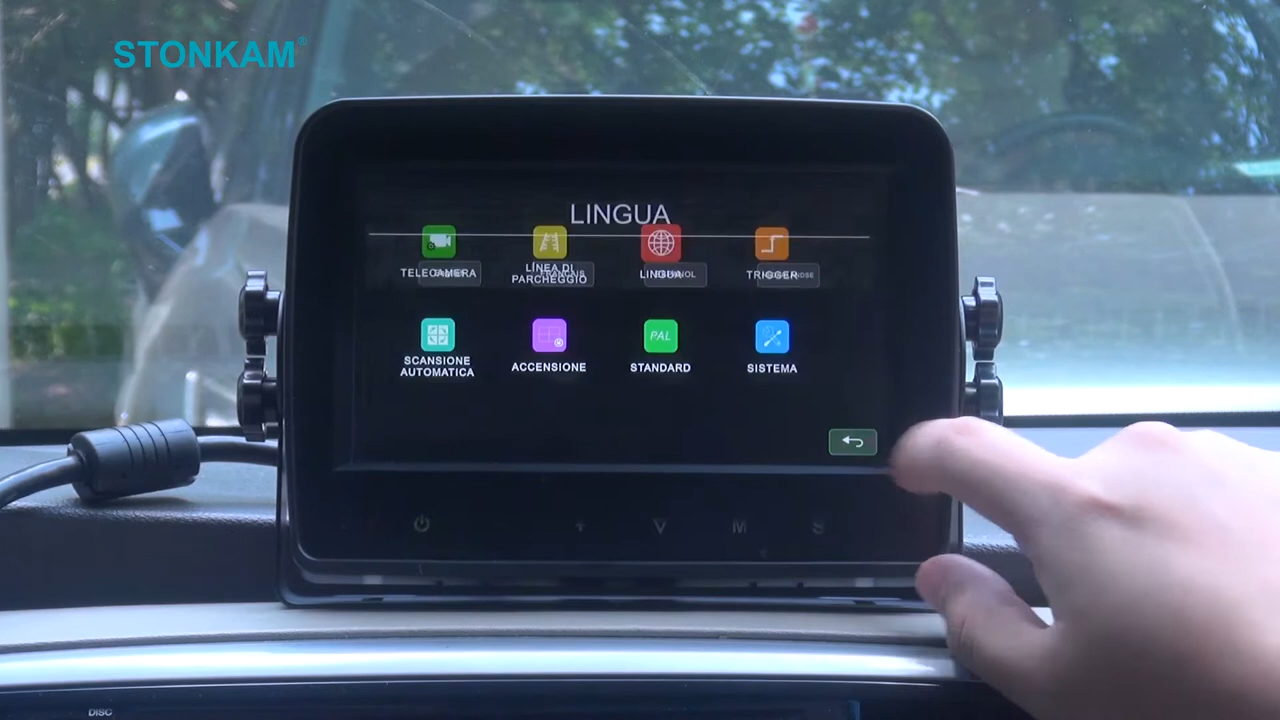 STONKAM®
LINGUA
TELECAMERA
LINEA DI
PARCHEGGIO
LINGUA
TRIGGER
PAL
SCANSIONE
AUTOMATICA
ACCENSIONE
STANDARD
SISTEMA
M
S
DISC